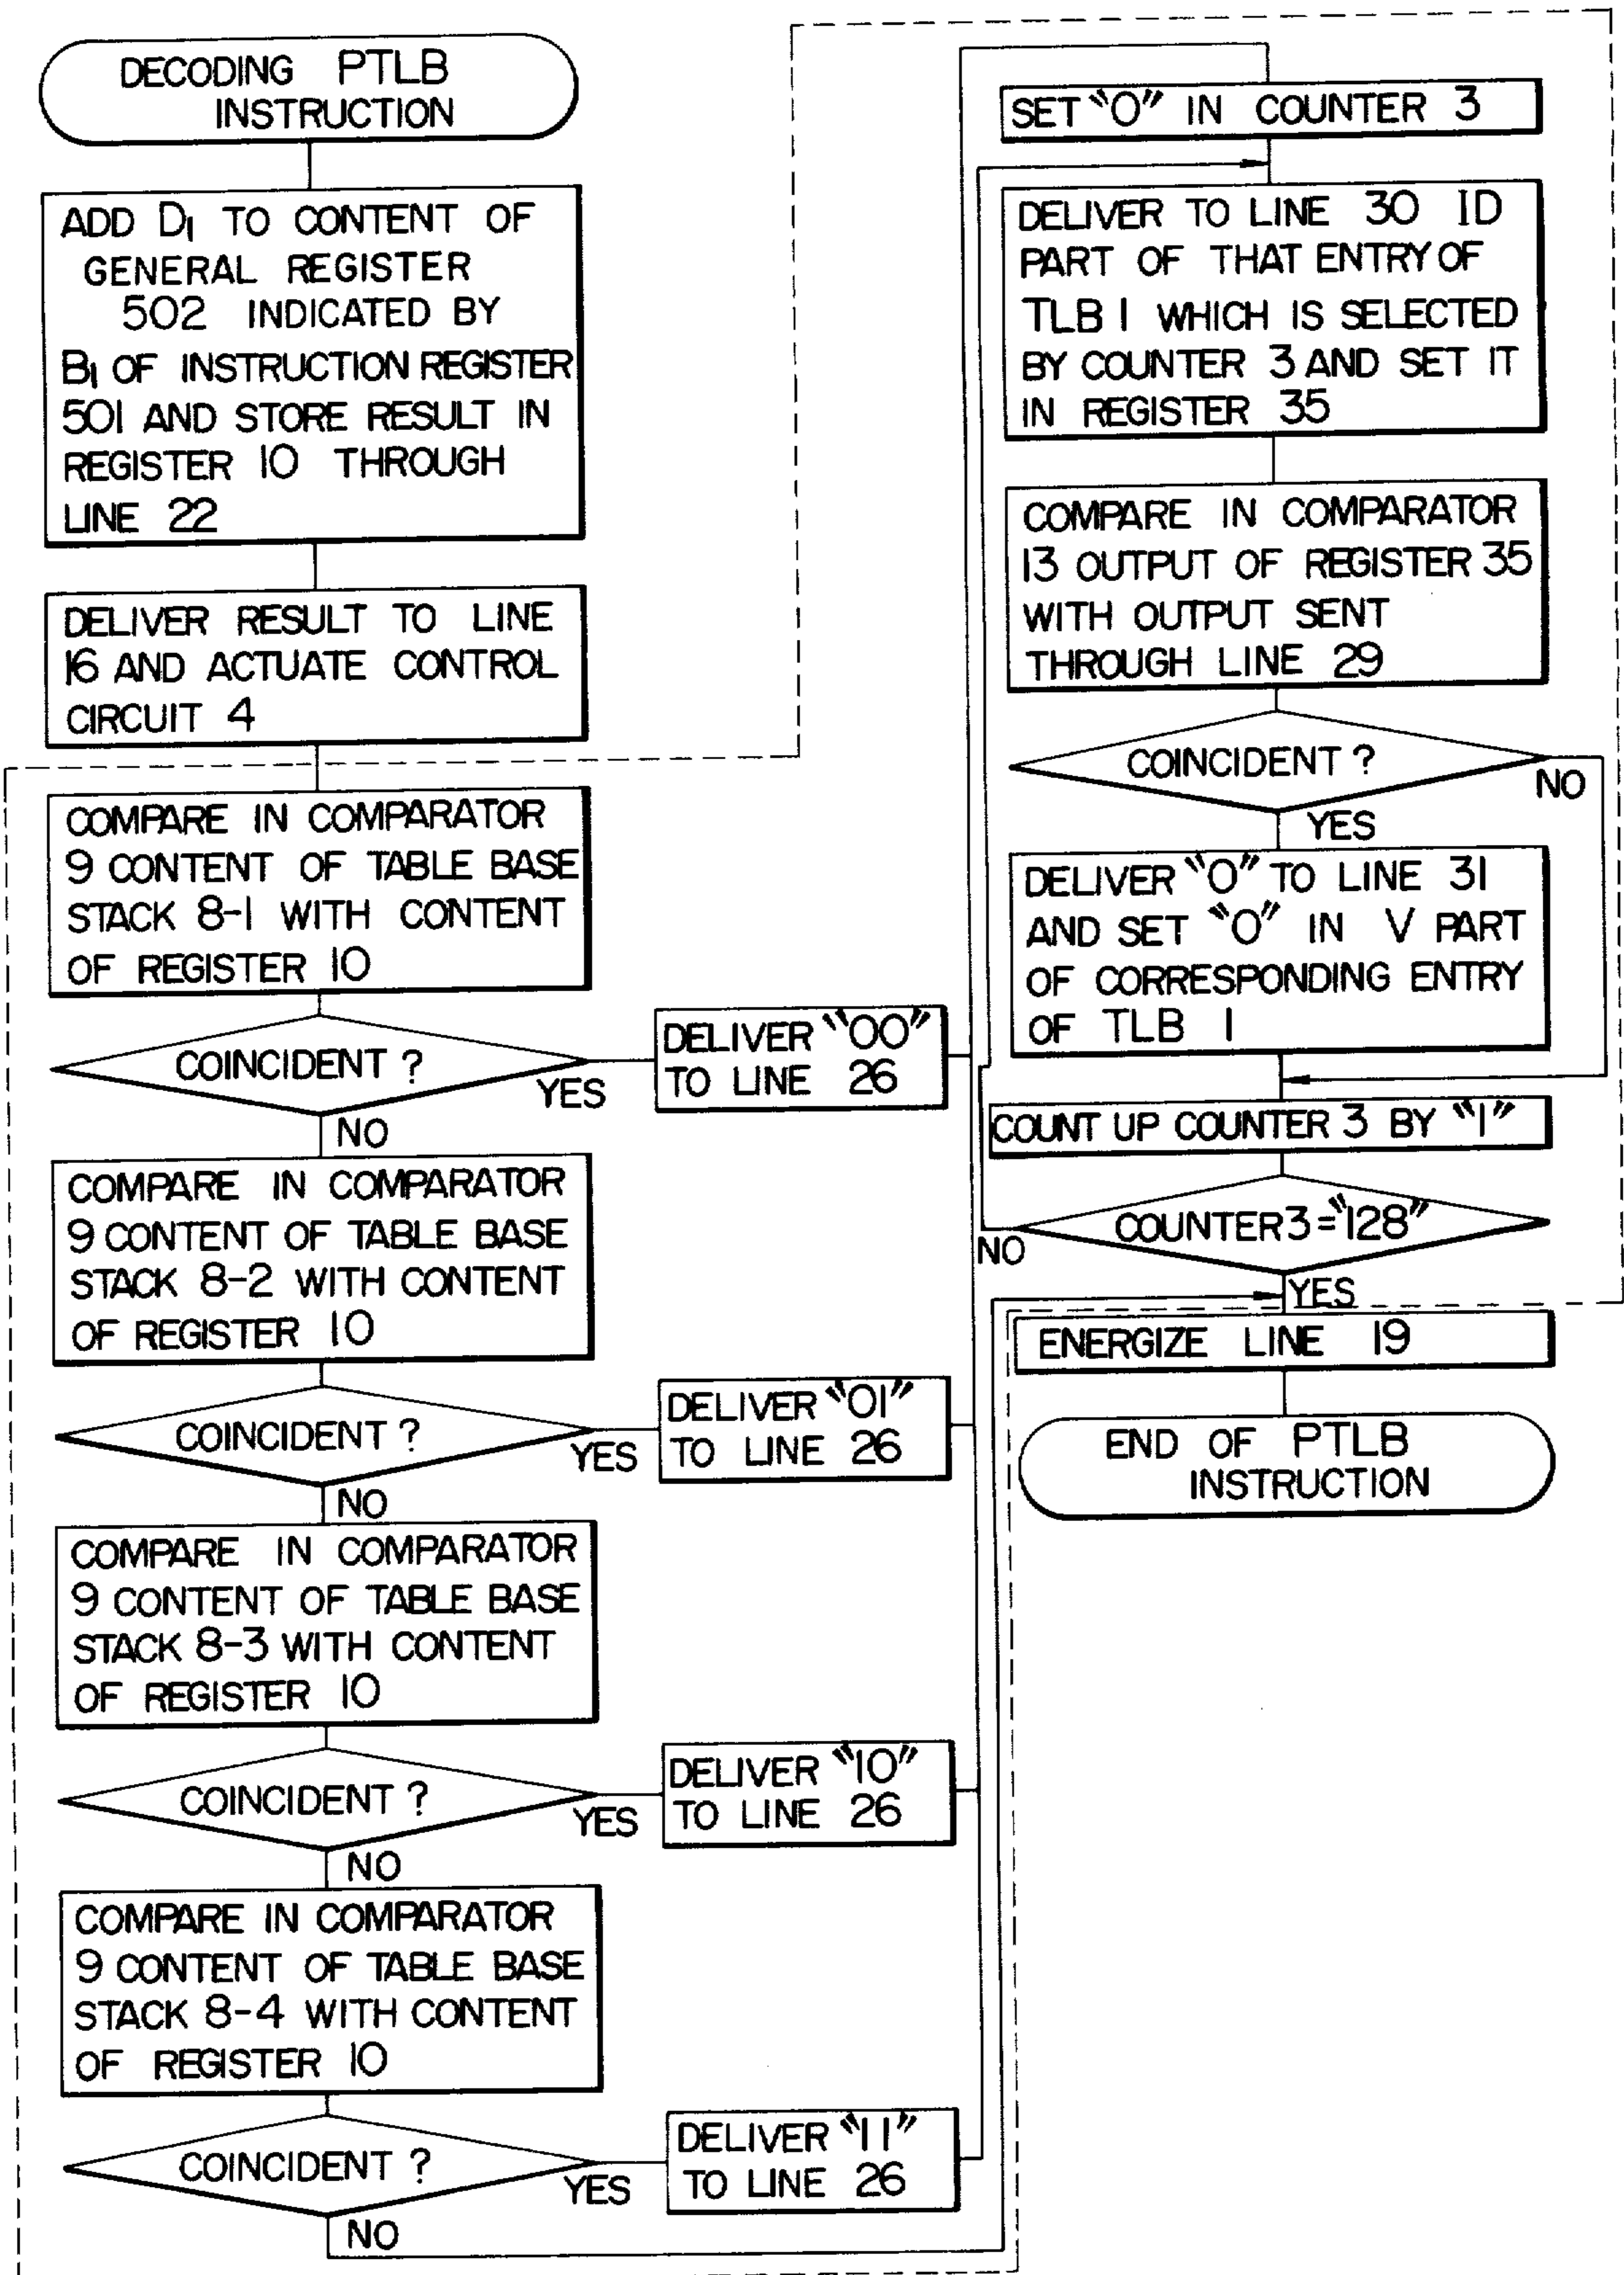 DECODING PTLB
INSTRUCTION
ADD D1 TO CONTENT OF
GENERAL REGISTER
502 INDICATED BY
B1 OF INSTRUCTION REGISTER
501 AND STORE RESULT IN
REGISTER 10 THROUGH
LINE 22
DELIVER RESULT TO LINE
16 AND ACTUATE CONTROL
CIRCUIT 4
COMPARE IN COMPARATOR
9 CONTENT OF TABLE BASE
STACK 8-1 WITH CONTENT
OF REGISTER 10
COINCIDENT ?
YES
DELIVER "00"
TO LINE 26
NO
COMPARE IN COMPARATOR
9 CONTENT OF TABLE BASE
STACK 8-2 WITH CONTENT
OF REGISTER 10
COINCIDENT ?
YES
DELIVER "01"
TO LINE 26
NO
COMPARE IN COMPARATOR
9 CONTENT OF TABLE BASE
STACK 8-3 WITH CONTENT
OF REGISTER 10
COINCIDENT ?
YES
DELIVER "10"
TO LINE 26
NO
COMPARE IN COMPARATOR
9 CONTENT OF TABLE BASE
STACK 8-4 WITH CONTENT
OF REGISTER 10
COINCIDENT ?
YES
DELIVER "11"
TO LINE 26
NO
SET "0" IN COUNTER 3
DELIVER TO LINE 30 ID
PART OF THAT ENTRY OF
TLB 1 WHICH IS SELECTED
BY COUNTER 3 AND SET IT
IN REGISTER 35
COMPARE IN COMPARATOR
13 OUTPUT OF REGISTER 35
WITH OUTPUT SENT
THROUGH LINE 29
COINCIDENT ?
NO
YES
DELIVER "0" TO LINE 31
AND SET "0" IN V PART
OF CORRESPONDING ENTRY
OF TLB 1
COUNT UP COUNTER 3 BY "1"
COUNTER 3 = "128"
NO
YES
ENERGIZE LINE 19
END OF PTLB
INSTRUCTION